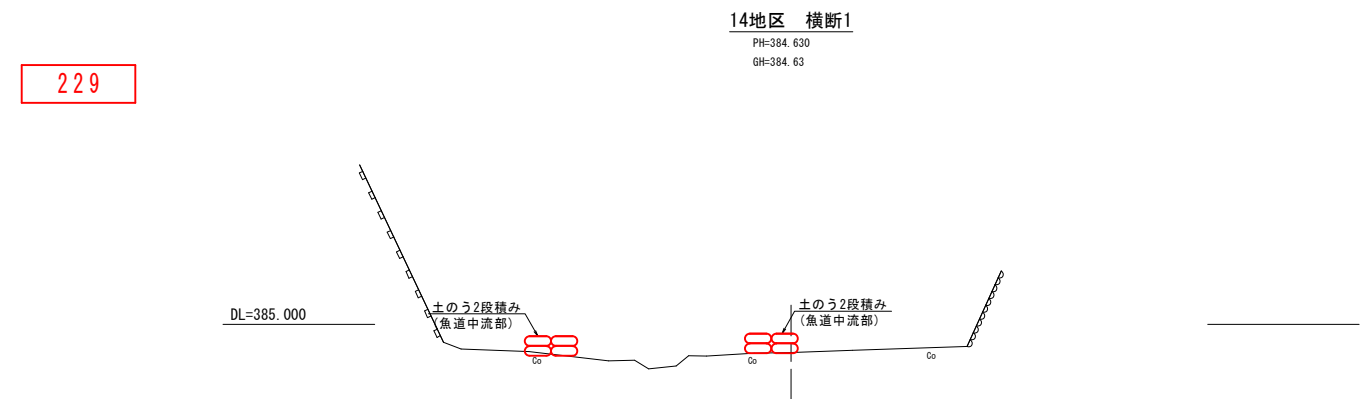 14地区 横断1
PH=384.630
GH=384.63
229
土のう2段積み
(魚道中流部)
土のう2段積み
(魚道中流部)
DL=385.000
Co
Co
Co